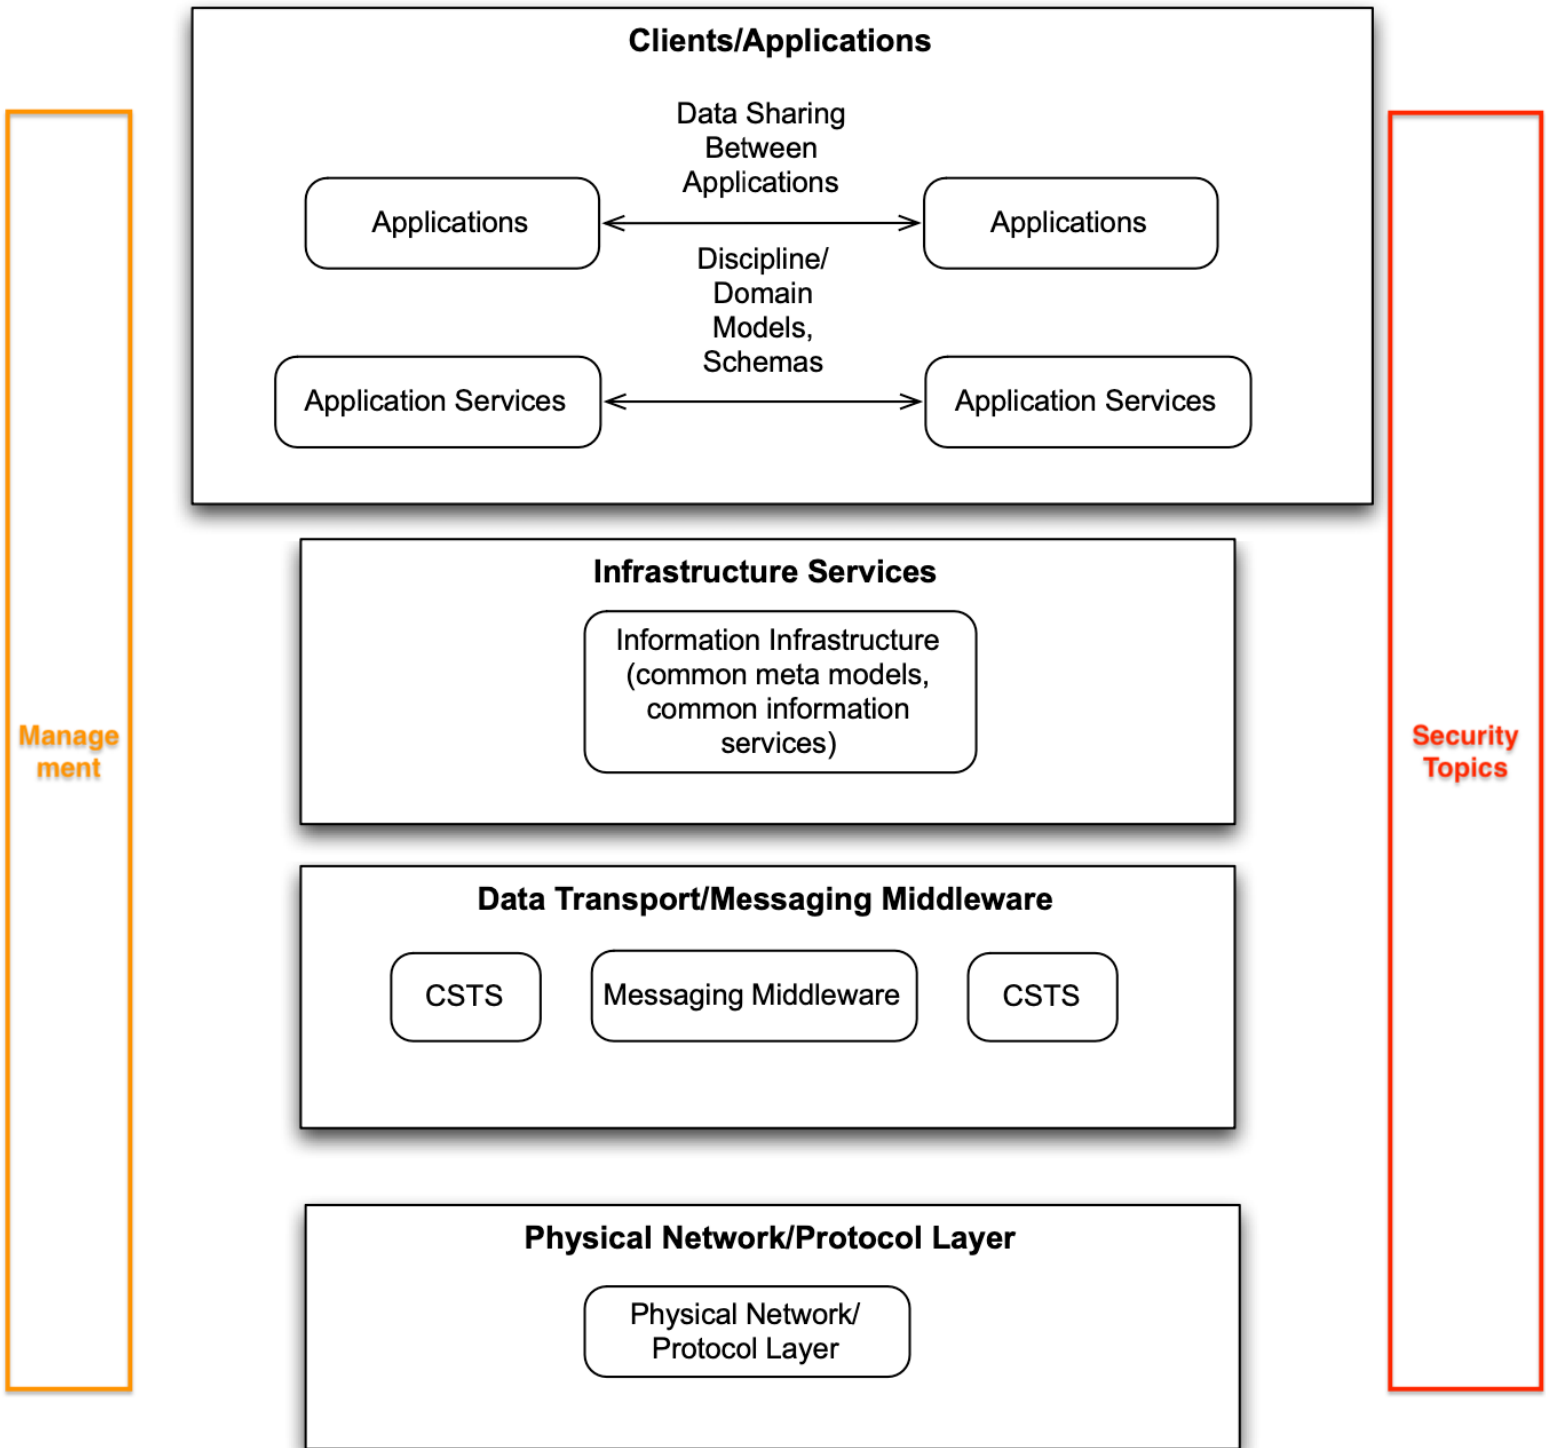 Clients/Applications
Data Sharing
Between
Applications
Applications
Applications
Discipline/
Domain
Models,
Schemas
Application Services
Application Services
Infrastructure Services
Information Infrastructure
(common meta models,
common information
services)
Manage
ment
Security
Topics
Data Transport/Messaging Middleware
CSTS
Messaging Middleware
CSTS
Physical Network/Protocol Layer
Physical Network/
Protocol Layer